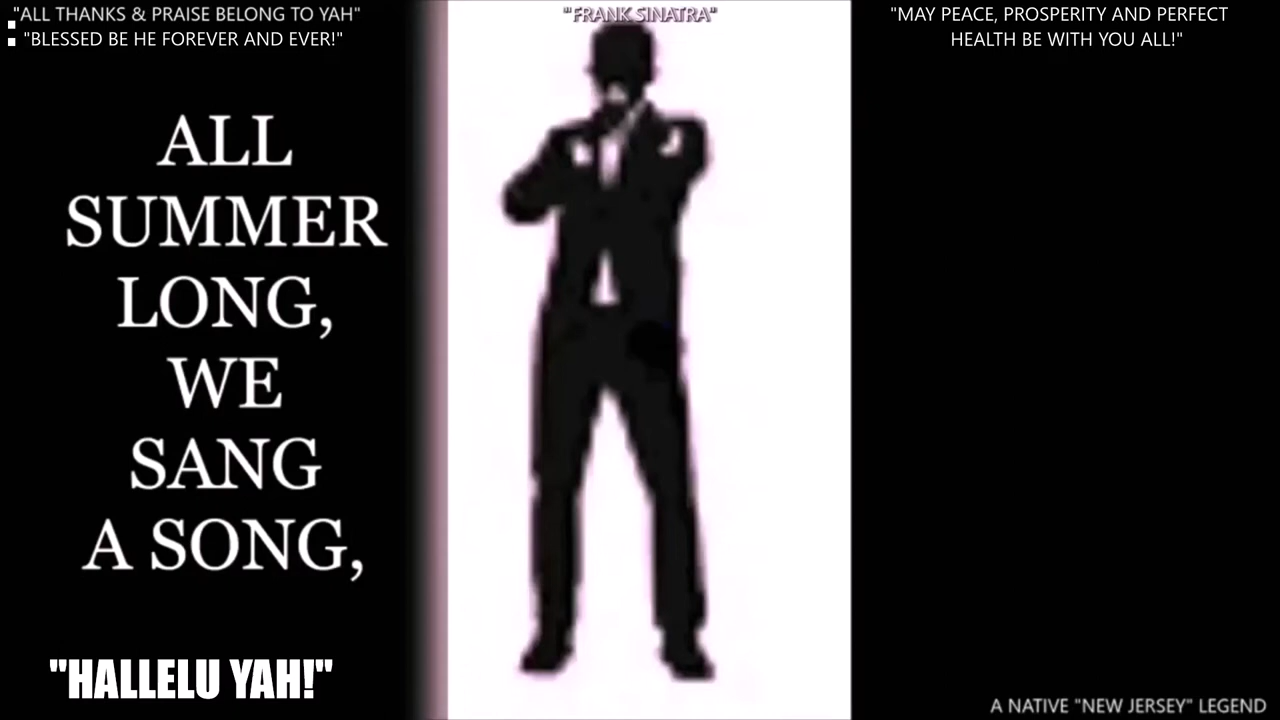 "ALL THANKS & PRAISE BELONG TO YAH"
"BLESSED BE HE FOREVER AND EVER!"
"FRANK SINATRA"
"MAY PEACE, PROSPERITY AND PERFECT
HEALTH BE WITH YOU ALL!"
ALL
SUMMER
LONG,
WE
SANG
A SONG,
"HALLELU YAH!"
A NATIVE "NEW JERSEY" LEGEND